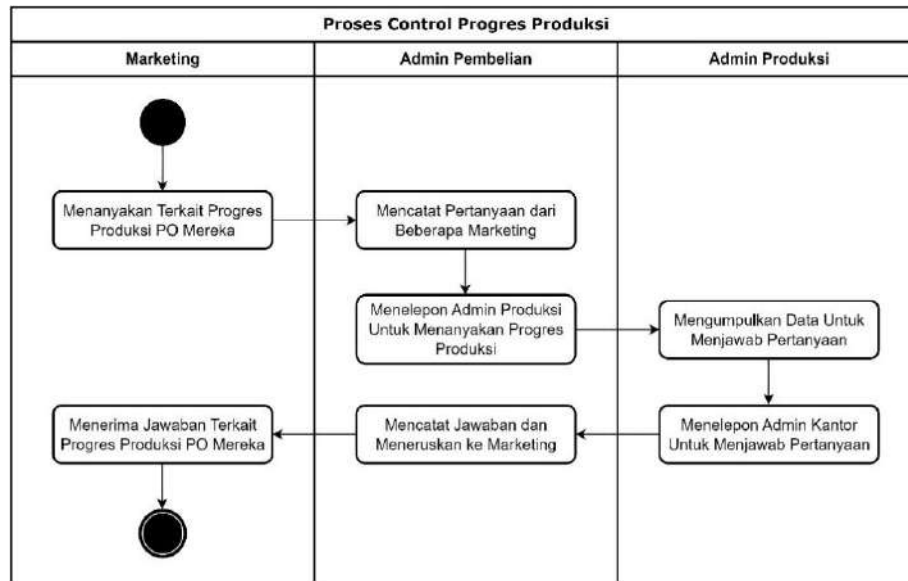 Proses Control Progres Produksi
Marketing
Admin Pembelian
Admin Produksi
Menanyakan Terkait Progres
Produksi PO Mereka
Mencatat Pertanyaan dari
Beberapa Marketing
Menelepon Admin Produksi
Untuk Menanyakan Progres
Produksi
Mengumpulkan Data Untuk
Menjawab Pertanyaan
Menelepon Admin Kantor
Untuk Menjawab Pertanyaan
Mencatat Jawaban dan
Meneruskan ke Marketing
Menerima Jawaban Terkait
Progres Produksi PO Mereka